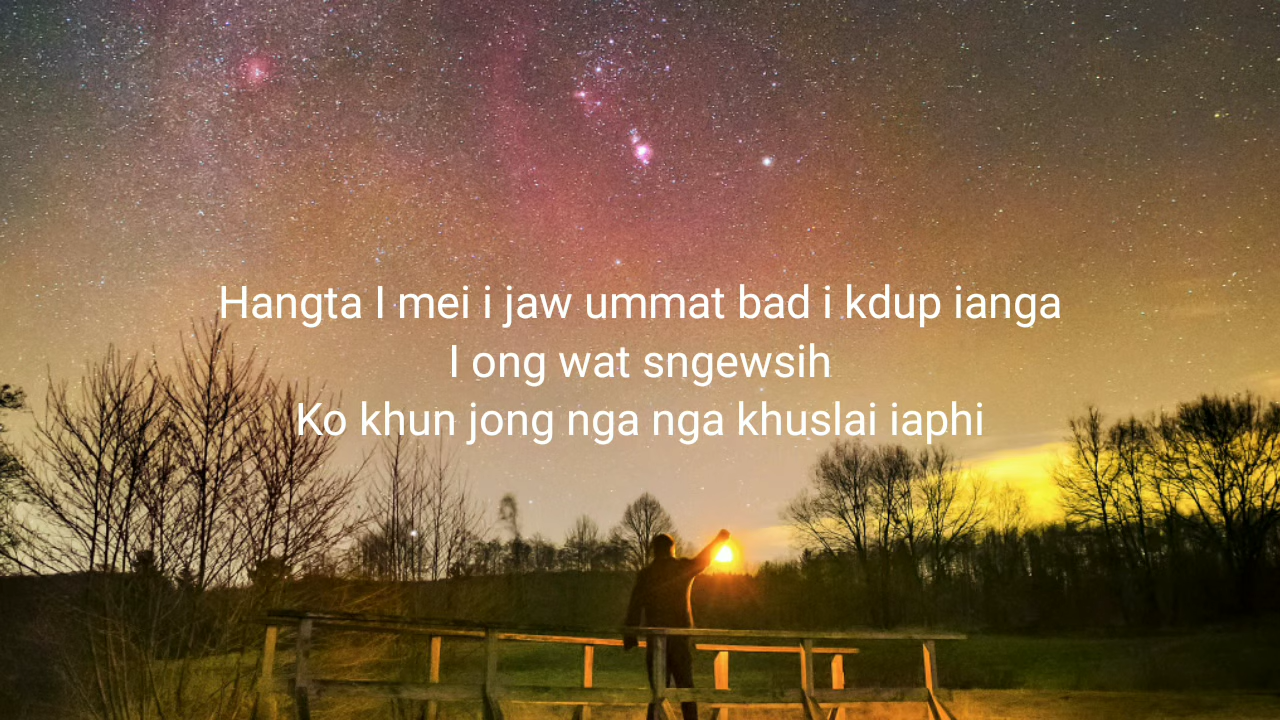 Hangta I mei i jaw ummat bad i kdup ianga
I ong wat sngewsih
Ko khun jong nga nga khuslai iaphi